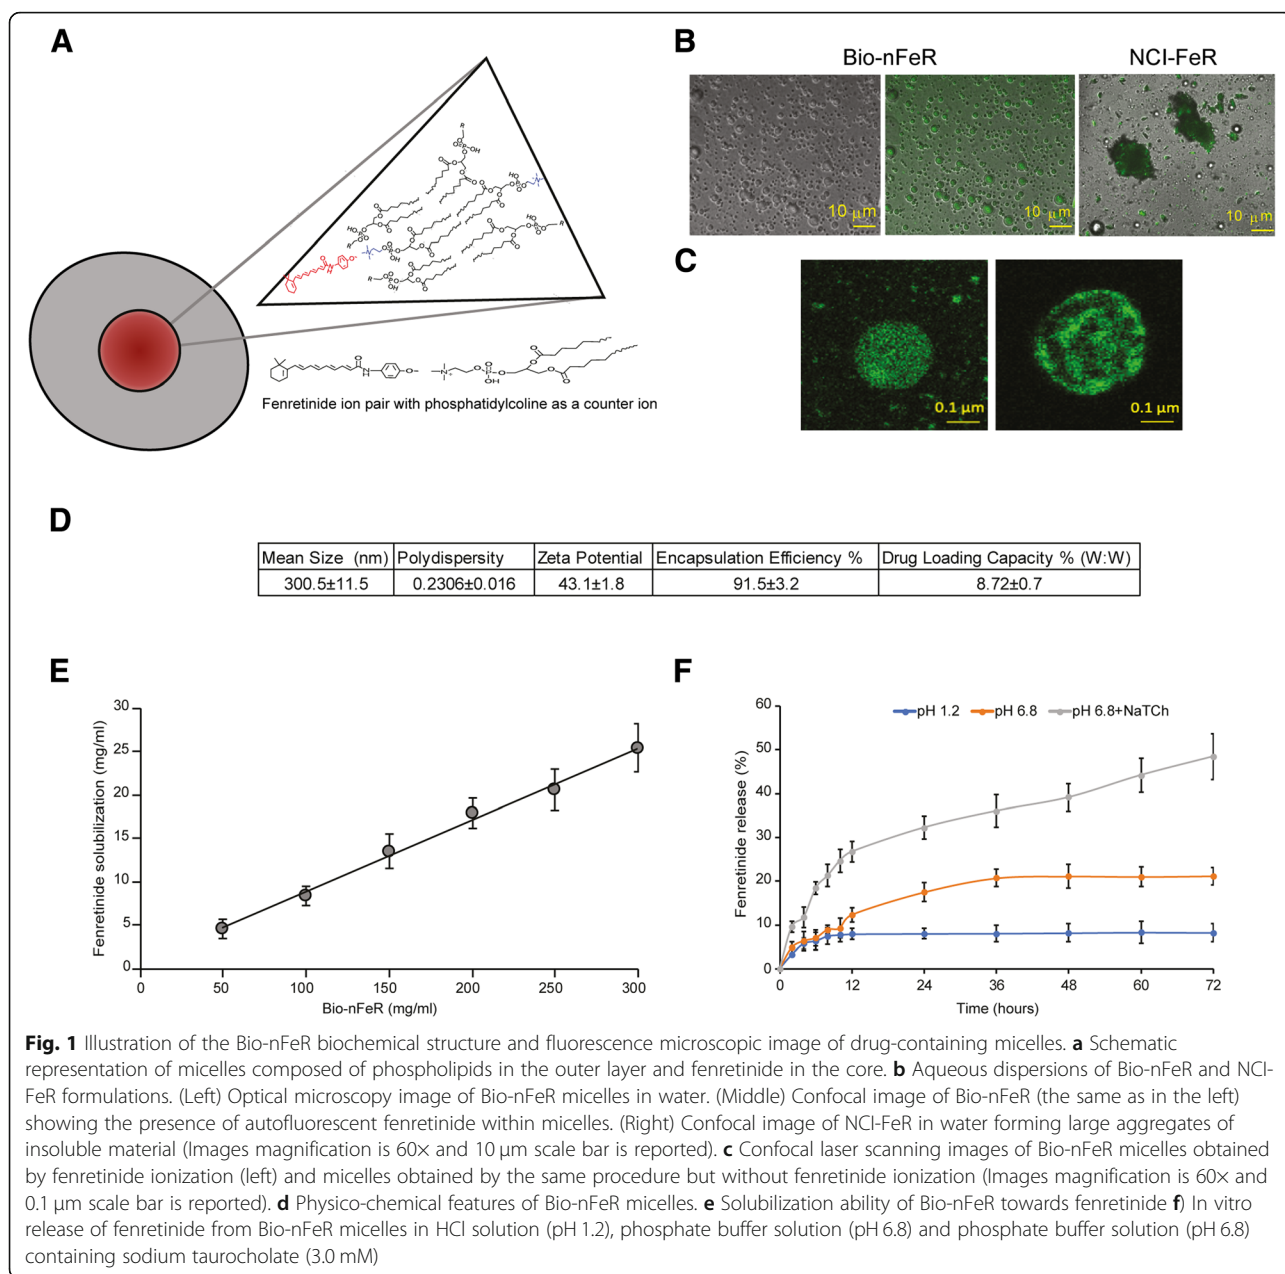 A
B
Bio-nFeR
NCI-FeR
10 µm
10 µm
10 µm
C
0.1 µm
0.1 µm
Fenretinide ion pair with phosphatidylcoline as a counter ion
D
Mean Size (nm) Polydispersity Zeta Potential Encapsulation Efficiency % Drug Loading Capacity % (W:W)
300.5±11.5 0.2306±0.016 43.1±1.8 91.5±3.2 8.72±0.7
E
Fenretinide solubilization (mg/ml)
30
25
20
15
10
5
0
0 50 100 150 200 250 300
Bio-nFeR (mg/ml)
F
pH 1.2 pH 6.8 pH 6.8+NaTCh
Fenretinide release (%)
60
50
40
30
20
10
0
0 12 24 36 48 60 72
Time (hours)
Fig. 1 Illustration of the Bio-nFeR biochemical structure and fluorescence microscopic image of drug-containing micelles. a Schematic
representation of micelles composed of phospholipids in the outer layer and fenretinide in the core. b Aqueous dispersions of Bio-nFeR and NCI-
FeR formulations. (Left) Optical microscopy image of Bio-nFeR micelles in water. (Middle) Confocal image of Bio-nFeR (the same as in the left)
showing the presence of autofluorescent fenretinide within micelles. (Right) Confocal image of NCI-FeR in water forming large aggregates of
insoluble material (Images magnification is 60× and 10 µm scale bar is reported). c Confocal laser scanning images of Bio-nFeR micelles obtained
by fenretinide ionization (left) and micelles obtained by the same procedure but without fenretinide ionization (Images magnification is 60× and
0.1 µm scale bar is reported). d Physico-chemical features of Bio-nFeR micelles. e Solubilization ability of Bio-nFeR towards fenretinide f) In vitro
release of fenretinide from Bio-nFeR micelles in HCl solution (pH 1.2), phosphate buffer solution (pH 6.8) and phosphate buffer solution (pH 6.8)
containing sodium taurocholate (3.0 mM)